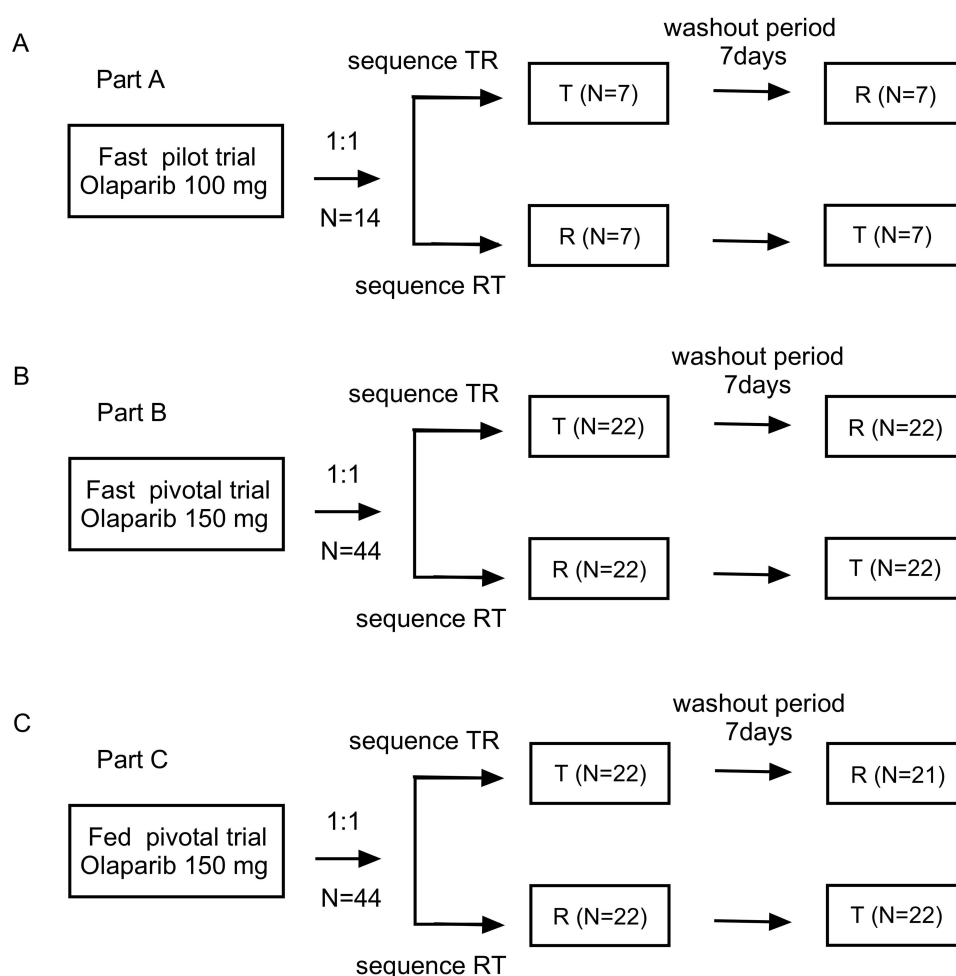 A
Part A
Fast  pilot trial
Olaparib 100 mg
1:1
N=14
sequence TR
sequence RT
T (N=7)
R (N=7)
washout period
7days
R (N=7)
T (N=7)
B
Part B
Fast  pivotal trial
Olaparib 150 mg
1:1
N=44
sequence TR
sequence RT
T (N=22)
R (N=22)
washout period
7days
R (N=22)
T (N=22)
C
Part C
Fed  pivotal trial
Olaparib 150 mg
1:1
N=44
sequence TR
sequence RT
T (N=22)
R (N=22)
washout period
7days
R (N=21)
T (N=22)